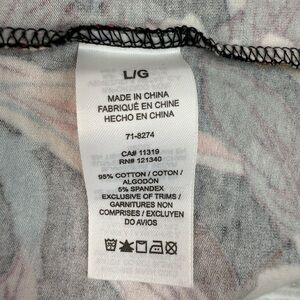 L/G
MADE IN CHINA
FABRIQUÉ EN CHINE
HECHO EN CHINA
71-8274
CA# 11319
RN# 121340
95% COTTON / COTON /
ALGODÓN
5% SPANDEX
EXCLUSIVE OF TRIMS /
GARNITURES NON
COMPRISES / EXCLUYEN
DO AVIOS